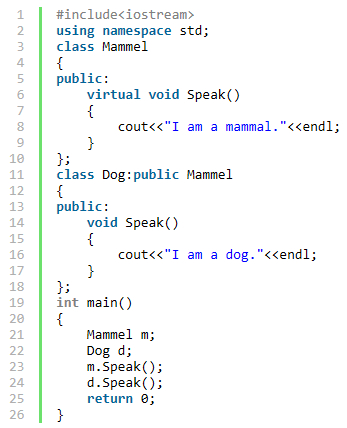 1 #include<iostream>
2 using namespace std;
3 class Mammel
4 {
5 public:
6     virtual void Speak()
7     {
8         cout<<"I am a mammal."<<endl;
9     }
10 };
11 class Dog:public Mammel
12 {
13 public:
14     void Speak()
15     {
16         cout<<"I am a dog."<<endl;
17     }
18 };
19 int main()
20 {
21     Mammel m;
22     Dog d;
23     m.Speak();
24     d.Speak();
25     return 0;
26 }